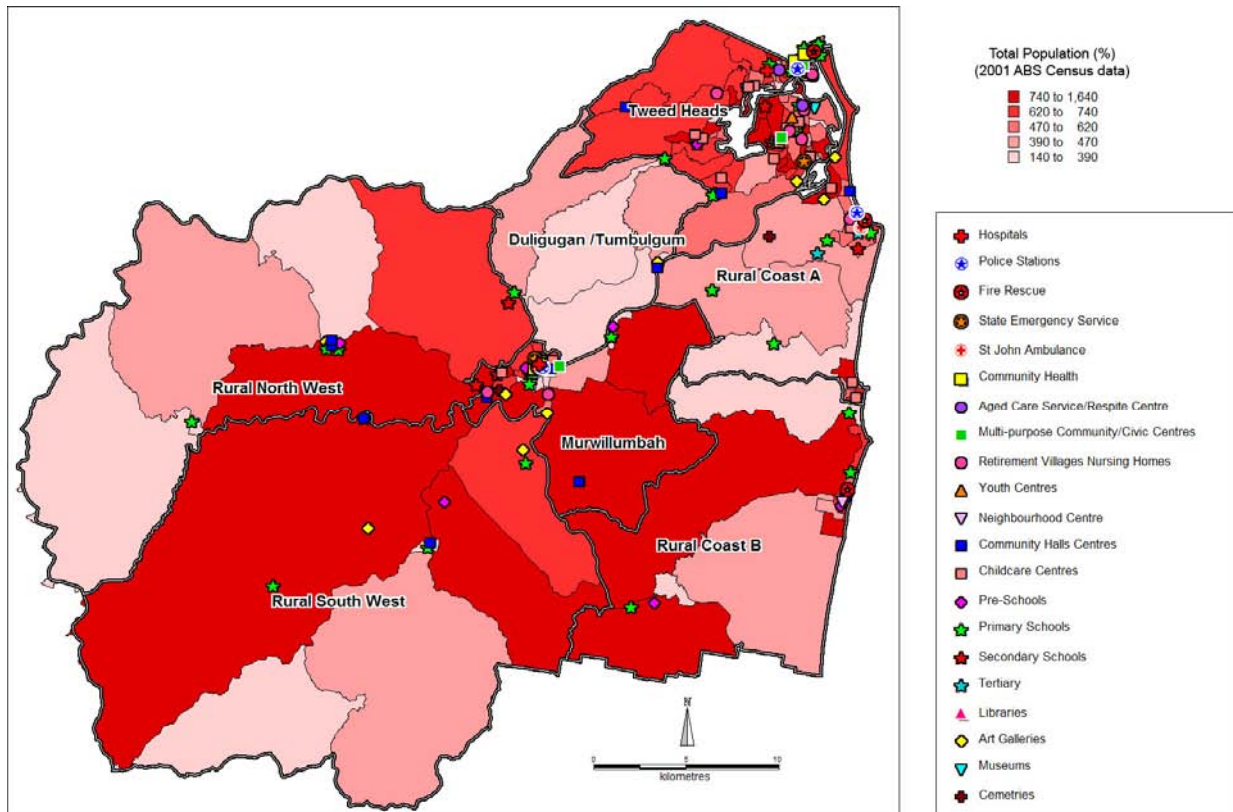 Total Population (%)
(2001 ABS Census data)
740 to 1,640
620 to 740
470 to 620
390 to 470
140 to 390
Tweed Heads
Duligugan /Tumbulgum
Rural Coast A
Rural North West
Murwillumbah
Rural Coast B
Rural South West
N
0 5 10
kilometres
Hospitals
Police Stations
Fire Rescue
State Emergency Service
St John Ambulance
Community Health
Aged Care Service/Respite Centre
Multi-purpose Community/Civic Centres
Retirement Villages Nursing Homes
Youth Centres
Neighbourhood Centre
Community Halls Centres
Childcare Centres
Pre-Schools
Primary Schools
Secondary Schools
Tertiary
Libraries
Art Galleries
Museums
Cemetries